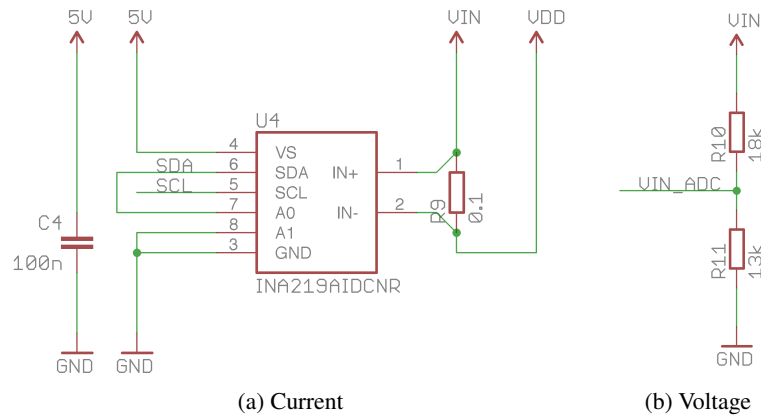 5V
5V
VIN
VDD
VIN
U4
4
VS
SDA
6
SDA
IN+
1
SCL
5
SCL
7
A0
IN-
2
8
A1
3
GND
INA219AIDCNR
R9
0.1
C4
100n
GND
GND
R10
18k
VIN_ADC
R11
13k
GND
(a) Current
(b) Voltage